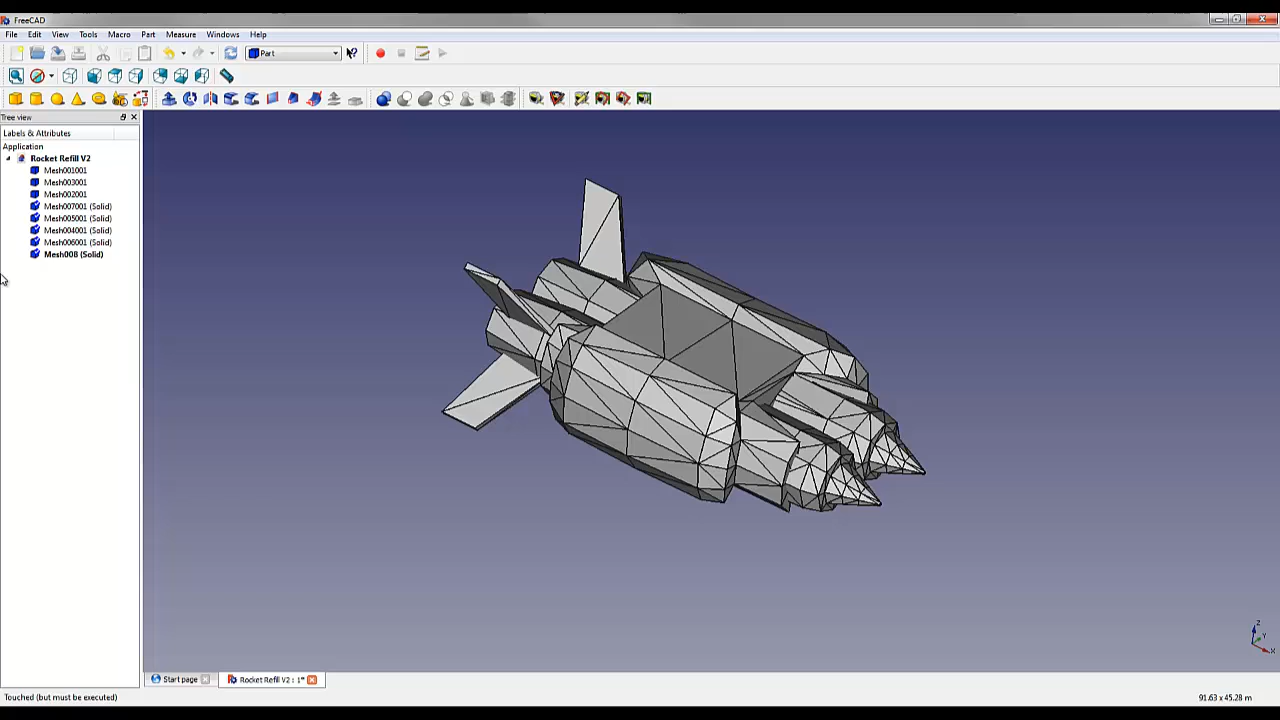 FreeCAD
File Edit View Tools Macro Part Measure Windows Help
Part
Tree view
Labels & Attributes
Application
Rocket Refill V2
Mesh001001
Mesh003001
Mesh002001
Mesh007001 (Solid)
Mesh005001 (Solid)
Mesh004001 (Solid)
Mesh006001 (Solid)
Mesh008 (Solid)
Z
Y
X
Start page
Rocket Refill V2 : 1*
Touched (but must be executed)
91.63 x 45.28 m